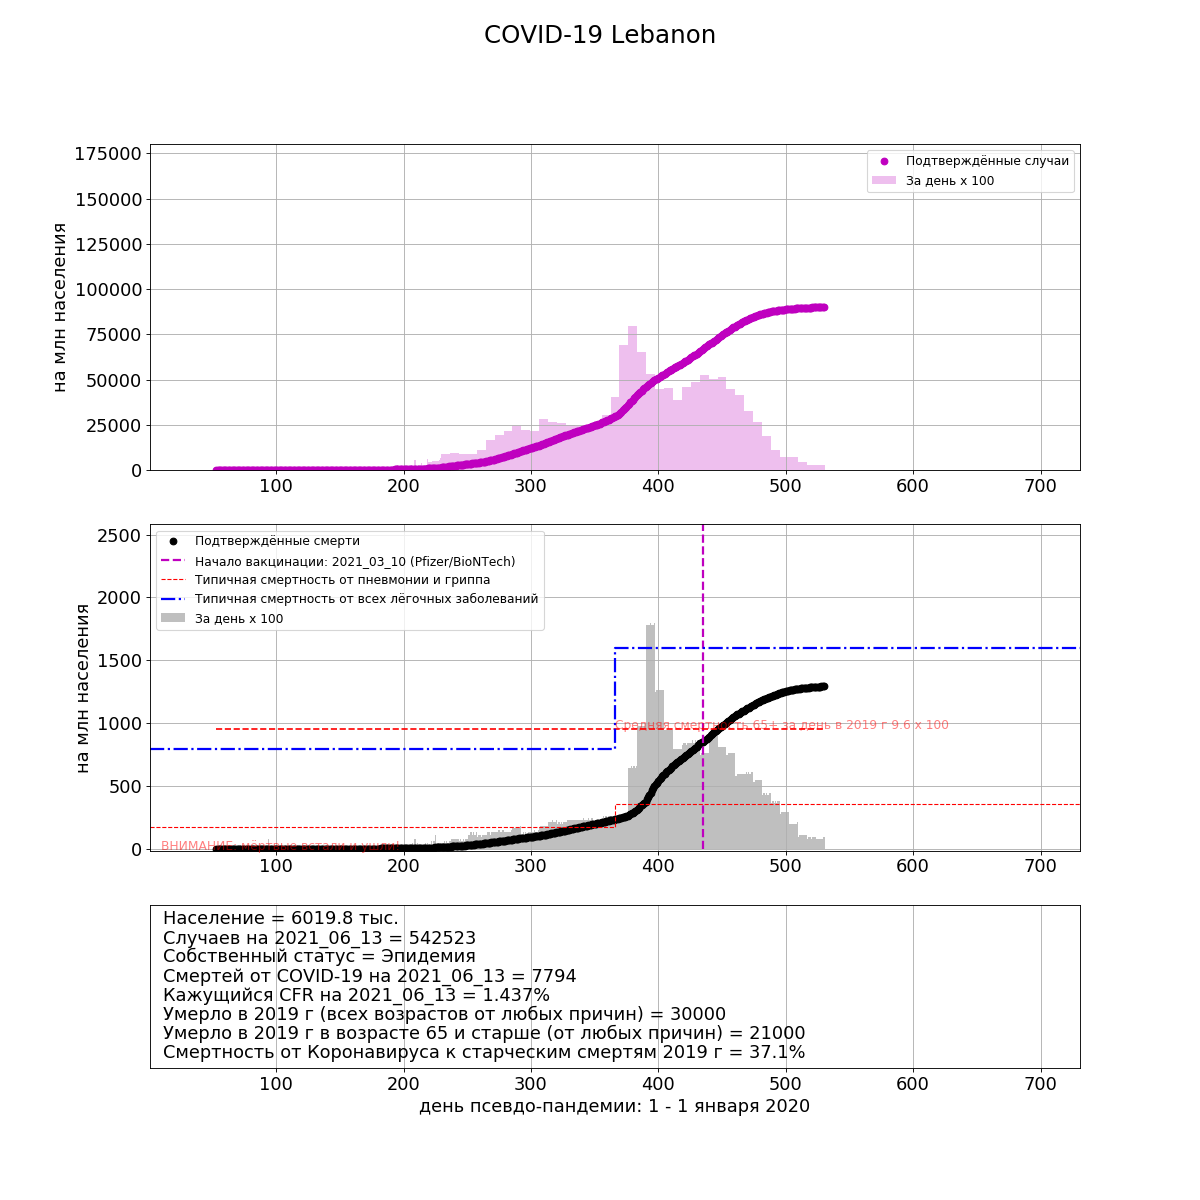 COVID-19 Lebanon
175000
150000
125000
100000
75000
50000
25000
0
на млн населения
Подтверждённые случаи
За день x 100
100 200 300 400 500 600 700
2500
2000
1500
1000
500
0
на млн населения
Подтверждённые смерти
Начало вакцинации: 2021_03_10 (Pfizer/BioNTech)
Типичная смертность от пневмонии и гриппа
Типичная смертность от всех лёгочных заболеваний
За день x 100
Средняя смертность 65+ за день в 2019 г 9.6 x 100
ВНИМАНИЕ: мёртвые встали и ушли
100 200 300 400 500 600 700
Население = 6019.8 тыс.
Случаев на 2021_06_13 = 542523
Собственный статус = Эпидемия
Смертей от COVID-19 на 2021_06_13 = 7794
Кажущийся CFR на 2021_06_13 = 1.437%
Умерло в 2019 г (всех возрастов от любых причин) = 30000
Умерло в 2019 г в возрасте 65 и старше (от любых причин) = 21000
Смертность от Коронавируса к старческим смертям 2019 г = 37.1%
100 200 300 400 500 600 700
день псевдо-пандемии: 1 - 1 января 2020